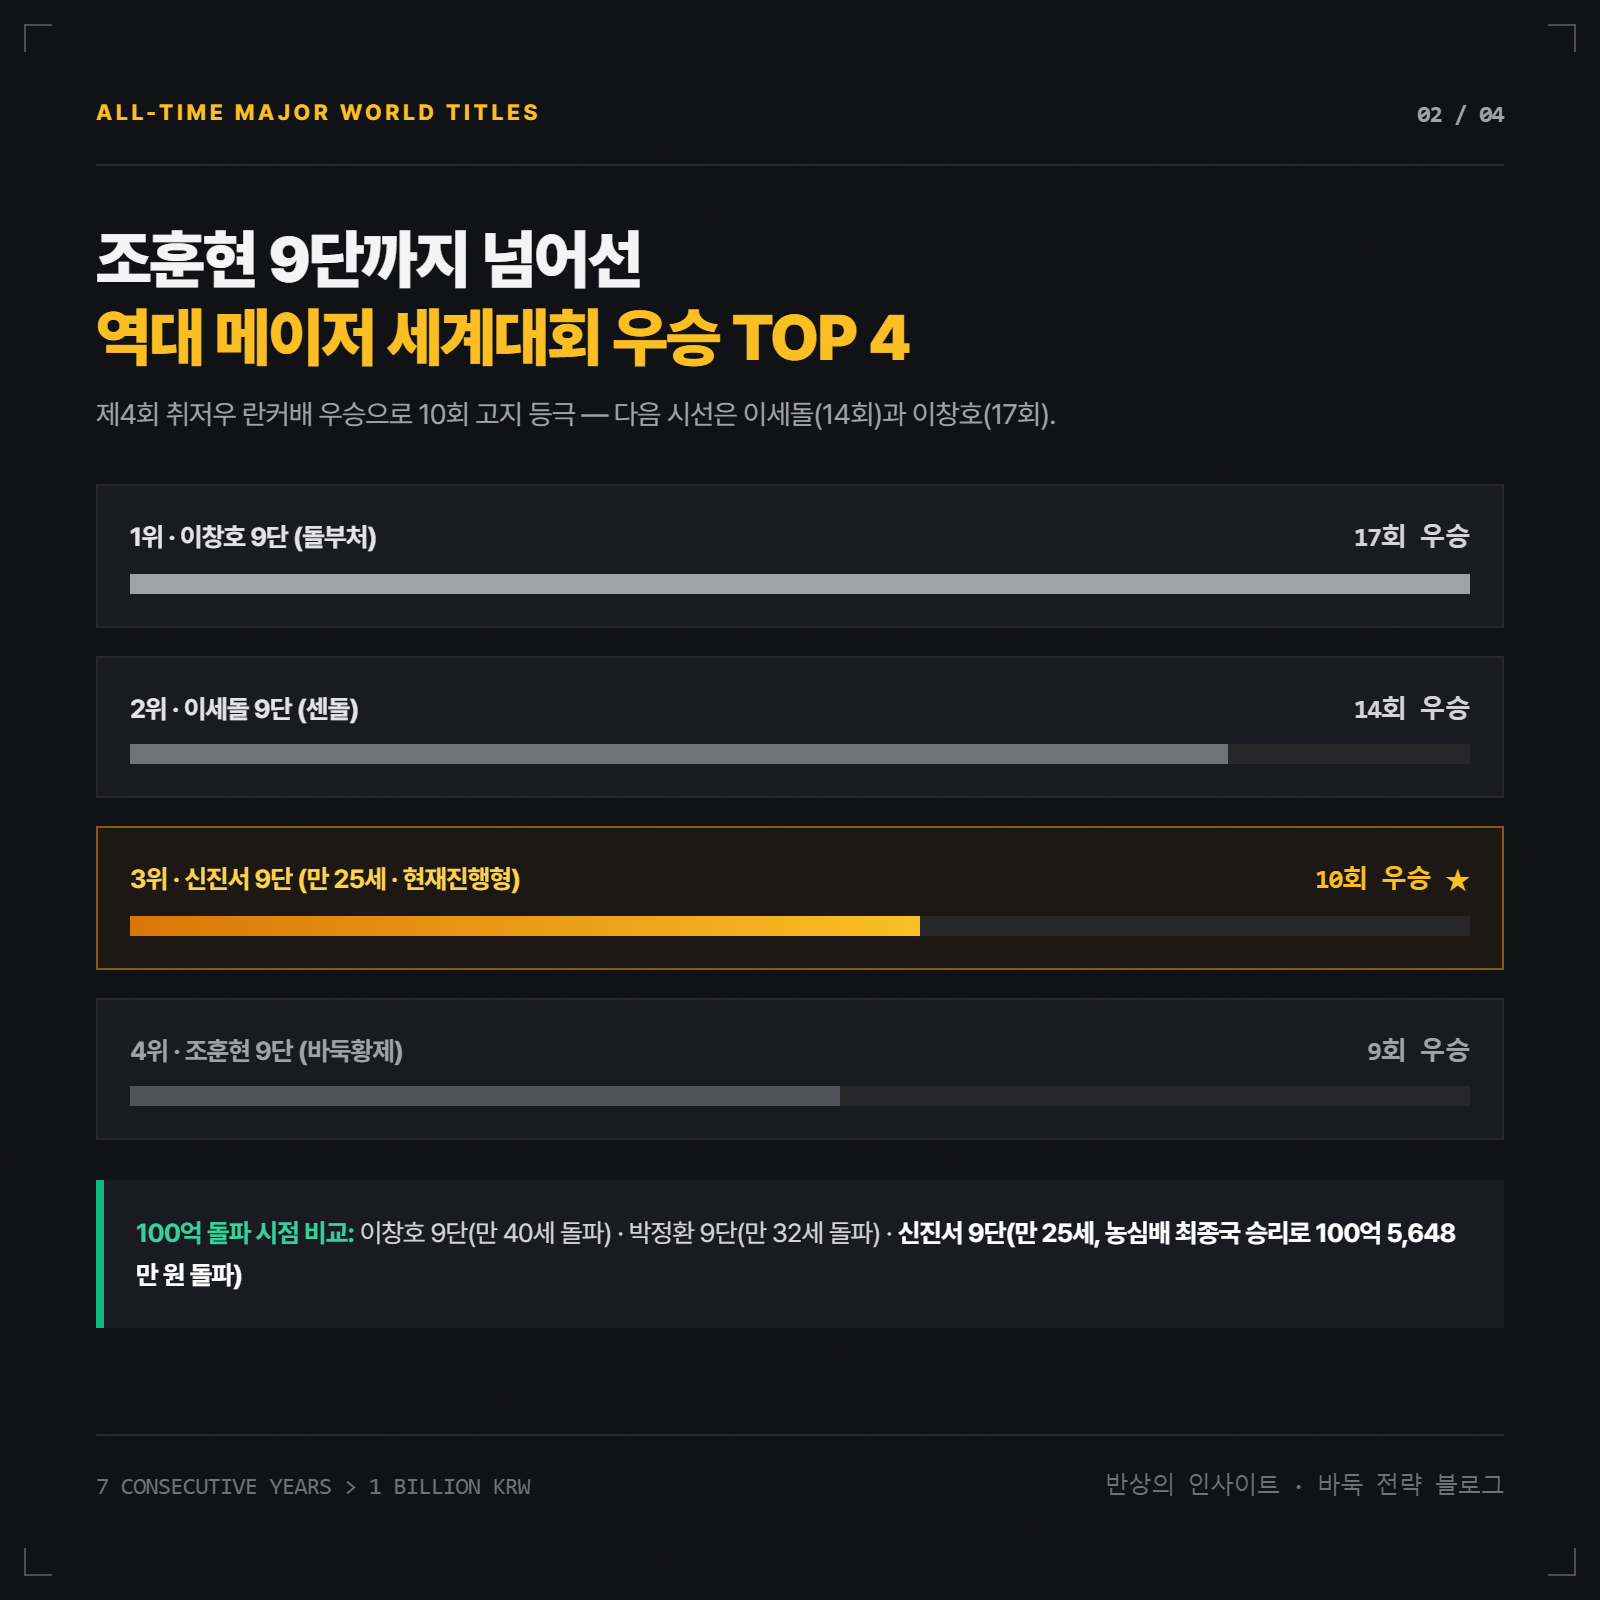 ALL-TIME MAJOR WORLD TITLES
02 / 04
조훈현 9단까지 넘어선
역대 메이저 세계대회 우승 TOP 4
제4회 취저우 란커배 우승으로 10회 고지 등극 — 다음 시선은 이세돌(14회)과 이창호(17회).
1위 · 이창호 9단 (돌부처)
17회 우승
2위 · 이세돌 9단 (센돌)
14회 우승
3위 · 신진서 9단 (만 25세 · 현재진행형)
10회 우승 ★
4위 · 조훈현 9단 (바둑황제)
9회 우승
100억 돌파 시점 비교: 이창호 9단(만 40세 돌파) · 박정환 9단(만 32세 돌파) · 신진서 9단(만 25세, 농심배 최종국 승리로 100억 5,648
만 원 돌파)
7 CONSECUTIVE YEARS > 1 BILLION KRW
반상의 인사이트 · 바둑 전략 블로그